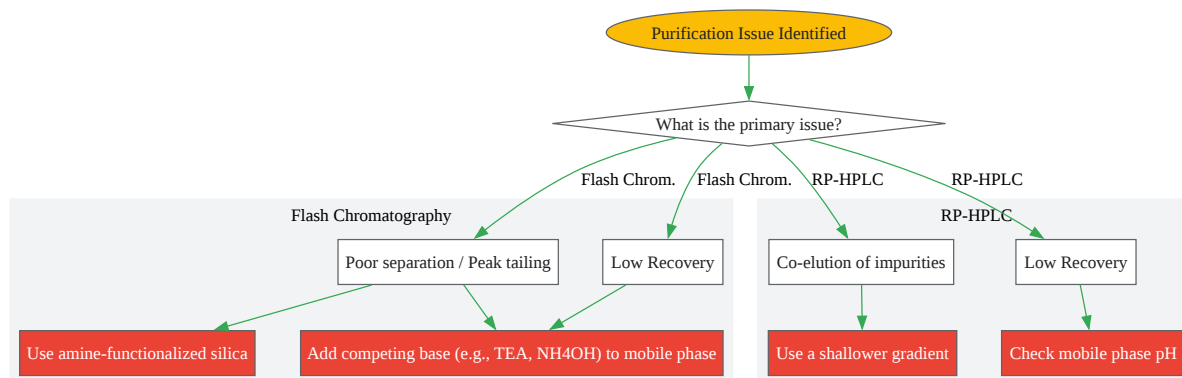 Purification Issue Identified
What is the primary issue?
Flash Chrom.
Flash Chrom.
RP-HPLC
RP-HPLC
Flash Chromatography
RP-HPLC
Poor separation / Peak tailing
Low Recovery
Co-elution of impurities
Low Recovery
Use amine-functionalized silica
Add competing base (e.g., TEA, NH4OH) to mobile phase
Use a shallower gradient
Check mobile phase pH